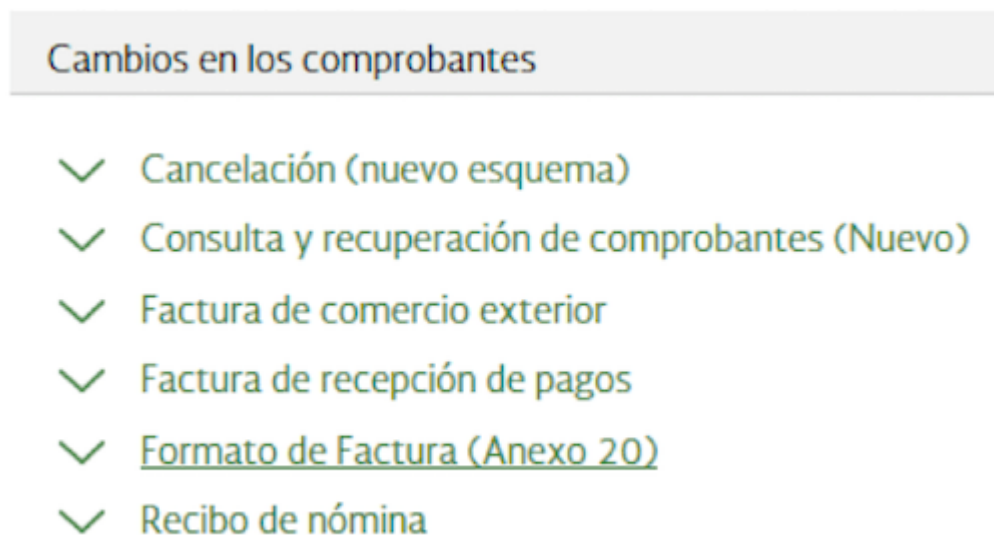 Cambios en los comprobantes
Cancelación (nuevo esquema)
Consulta y recuperación de comprobantes (Nuevo)
Factura de comercio exterior
Factura de recepción de pagos
Formato de Factura (Anexo 20)
Recibo de nómina